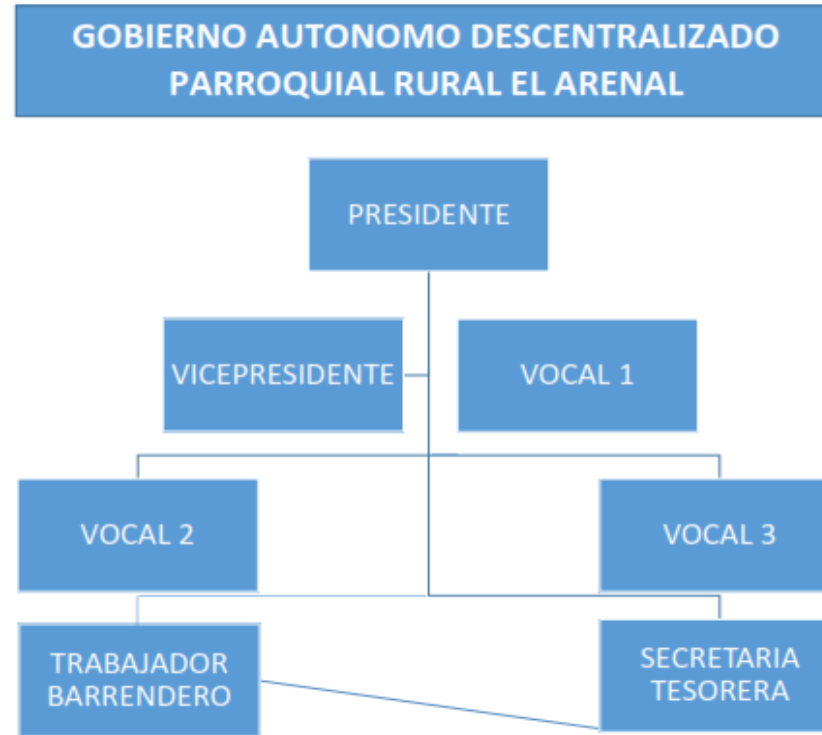 GOBIERNO AUTONOMO DESCENTRALIZADO
PARROQUIAL RURAL EL ARENAL
PRESIDENTE
VICEPRESIDENTE
VOCAL 1
VOCAL 2
VOCAL 3
TRABAJADOR
BARRENDERO
SECRETARIA
TESORERA